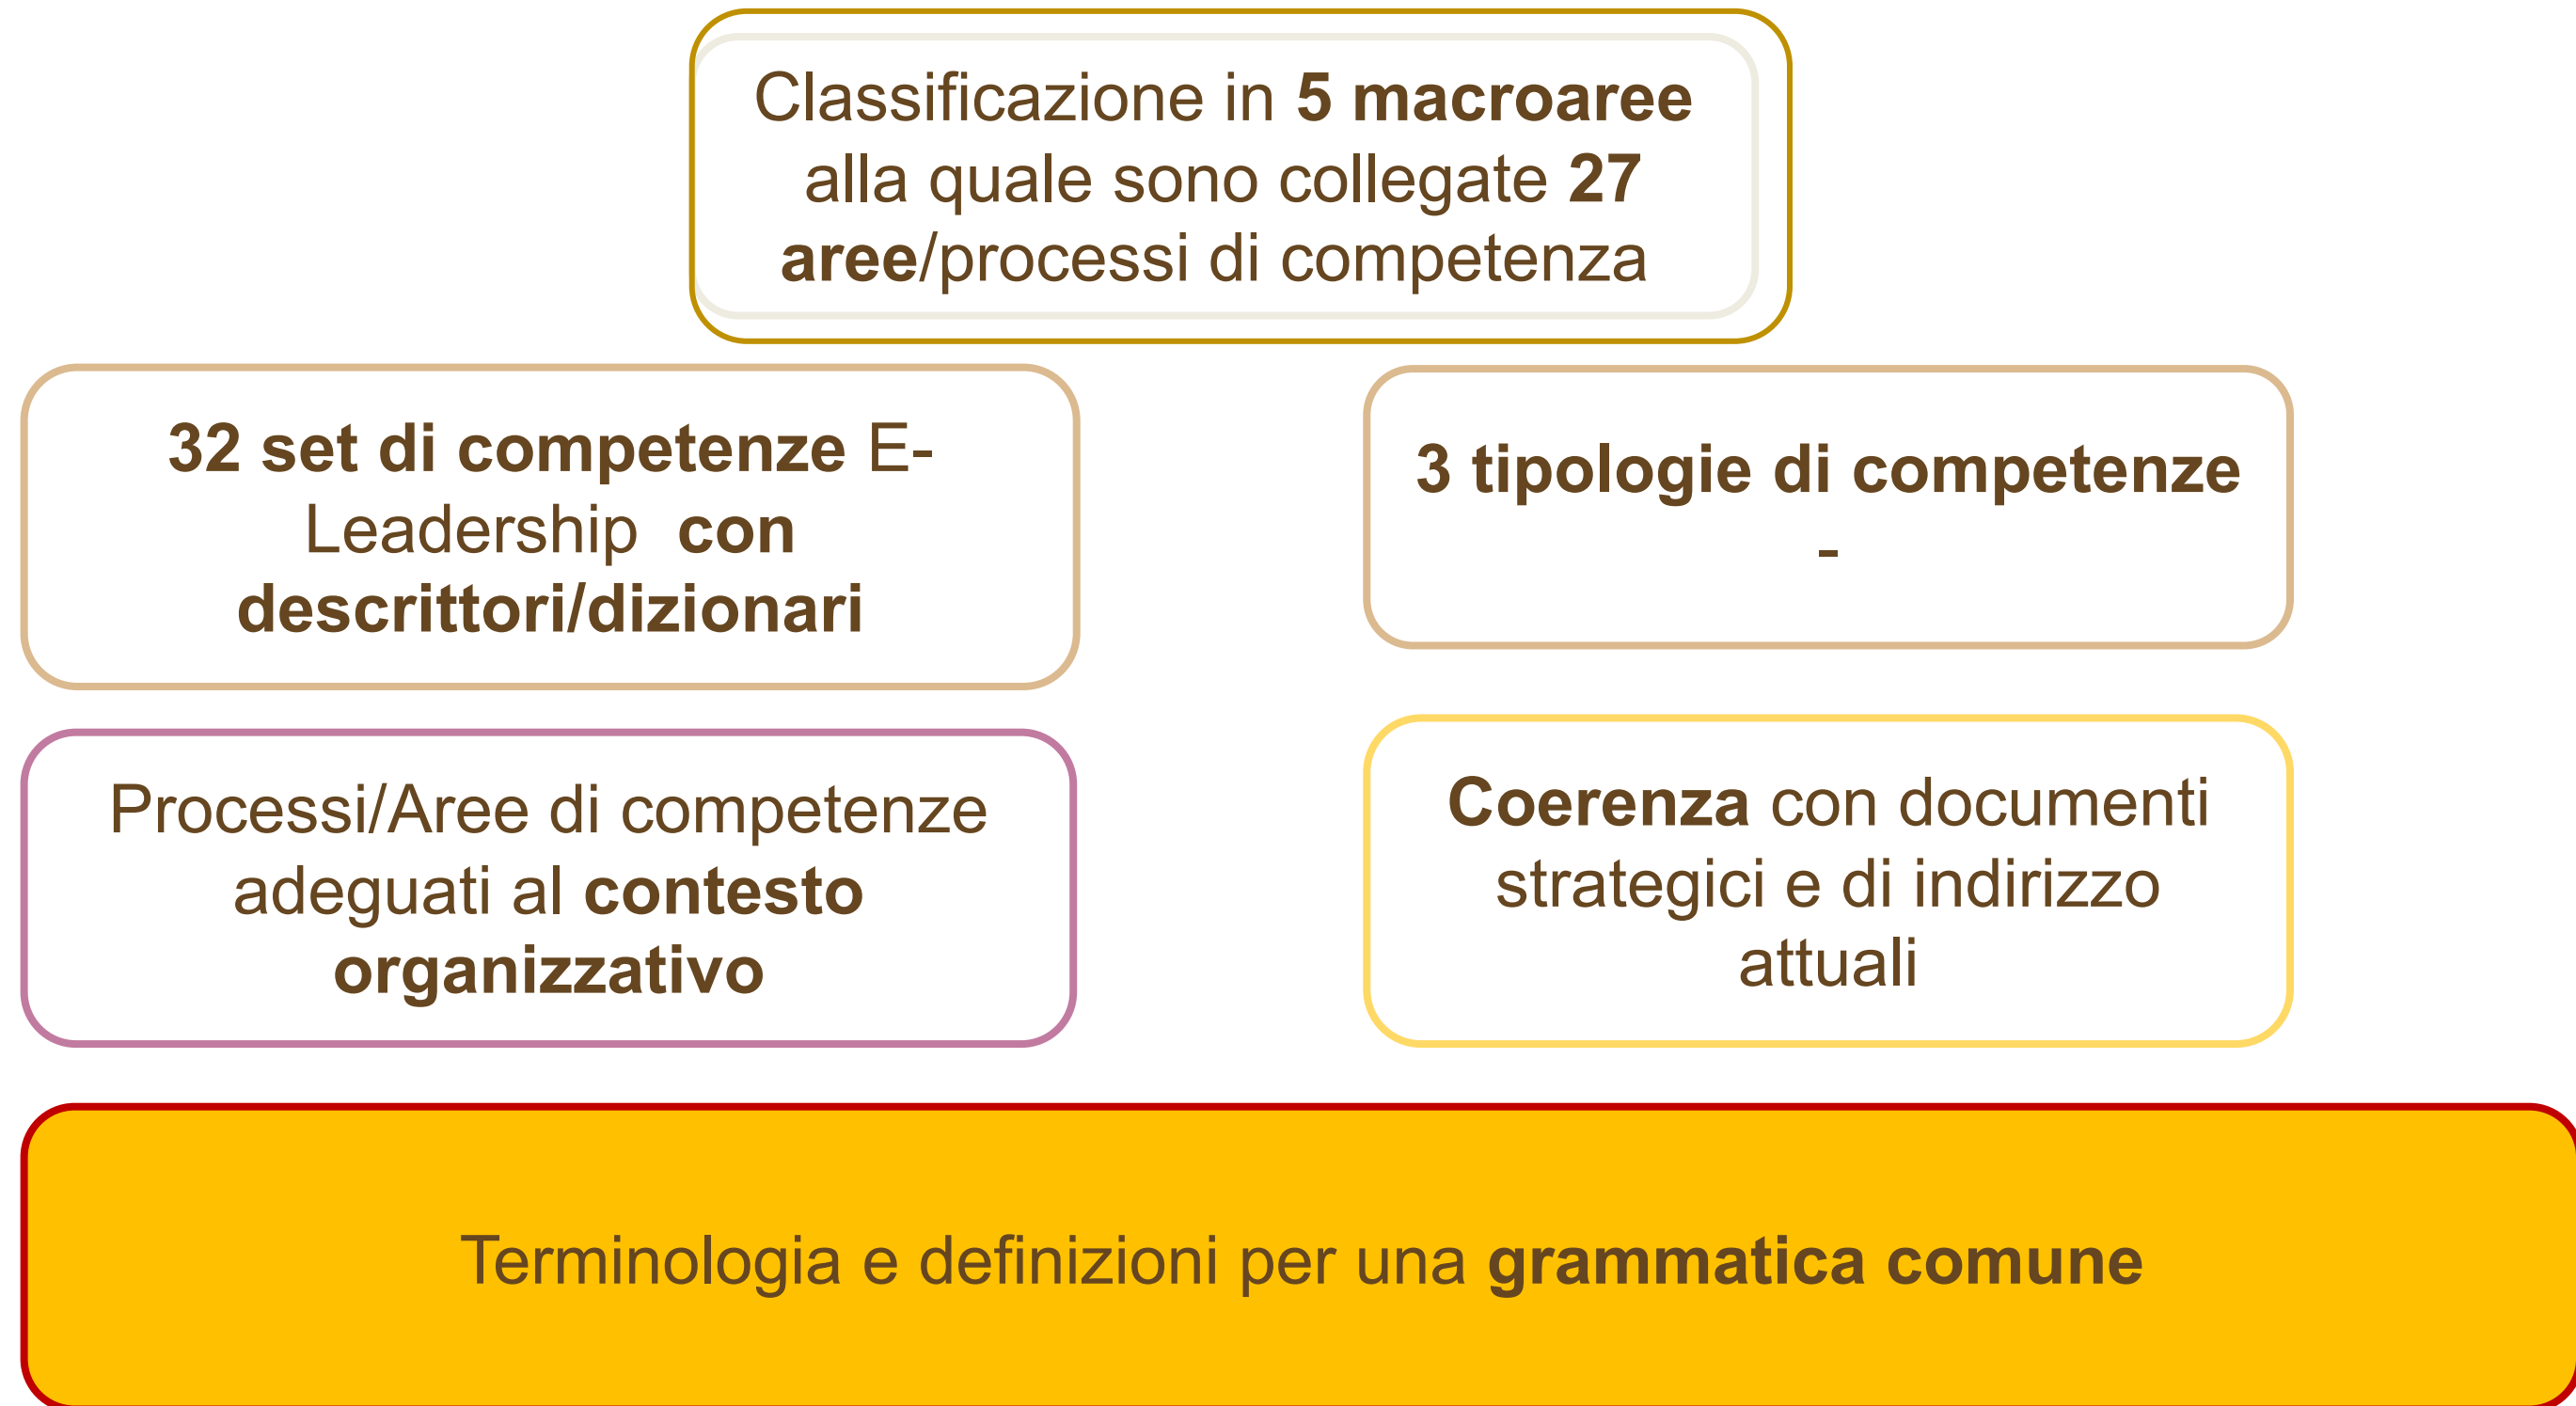 Classificazione in 5 macroaree
alla quale sono collegate 27
aree/processi di competenza
32 set di competenze E-
Leadership  con
descrittori/dizionari
3 tipologie di competenze
-
Processi/Aree di competenze
adeguati al contesto
organizzativo
Coerenza con documenti
strategici e di indirizzo
attuali
Terminologia e definizioni per una grammatica comune